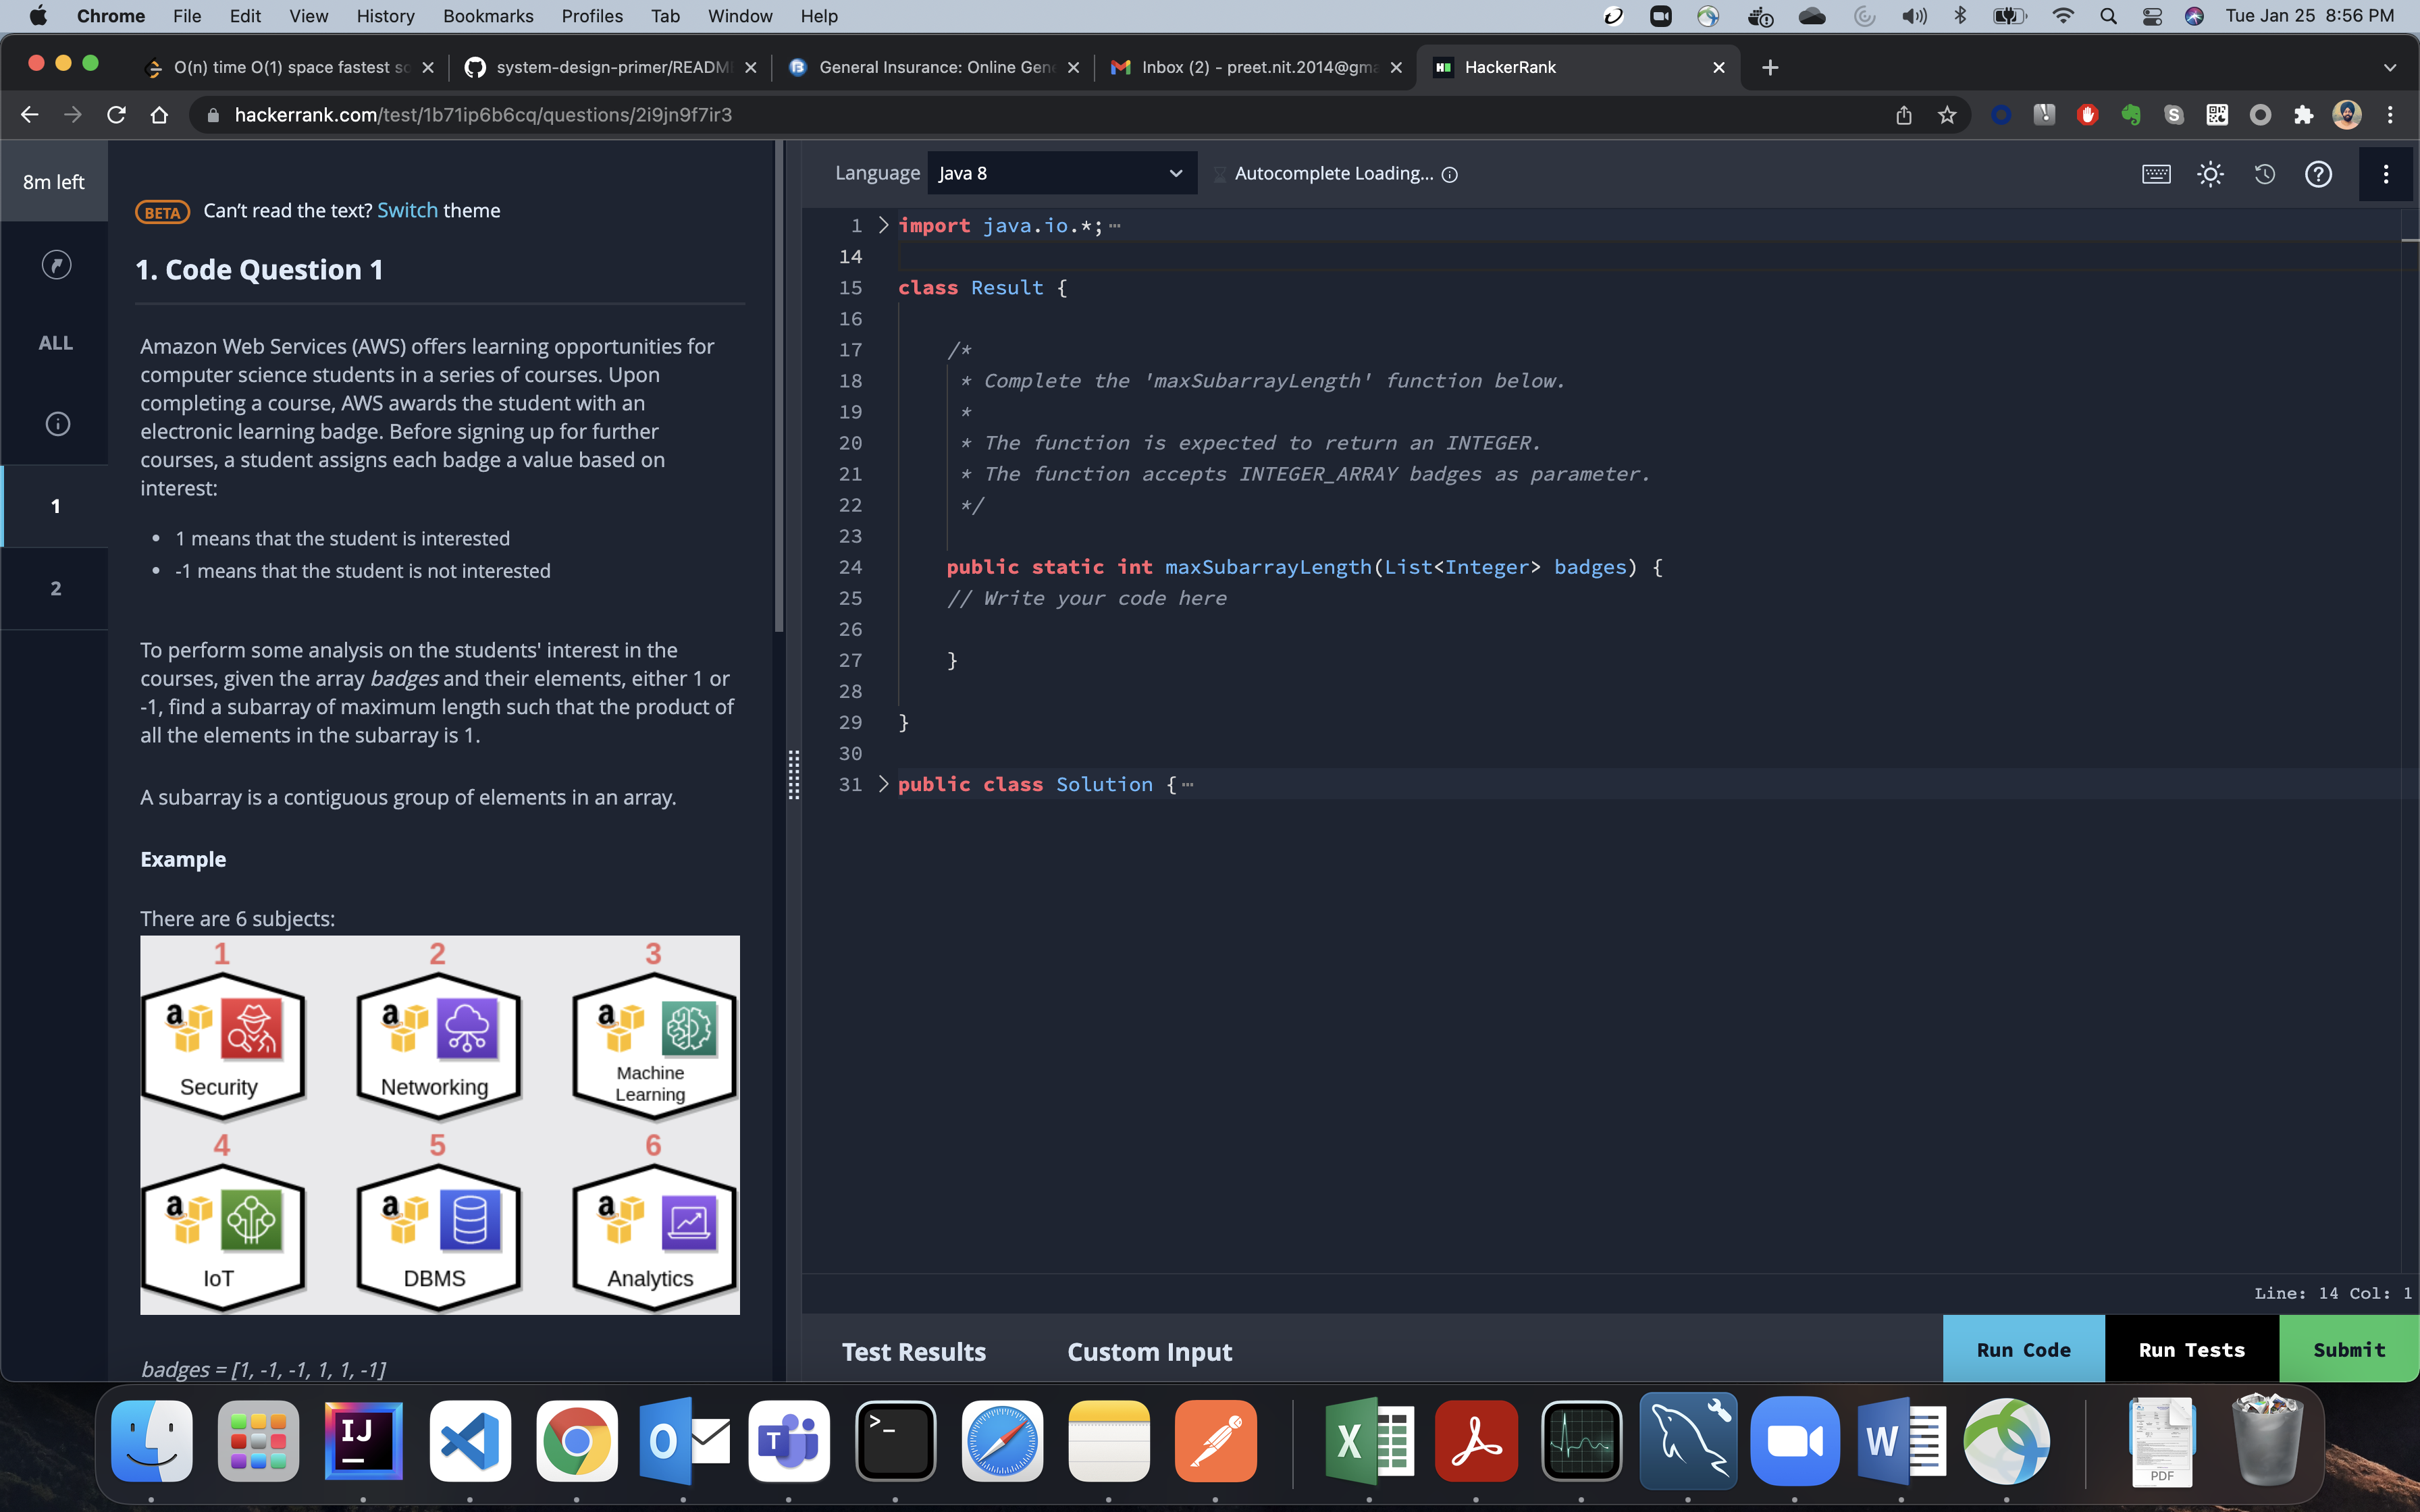 Chrome File Edit View History Bookmarks Profiles Tab Window Help Tue Jan 25 8:56 PM
O(n) time O(1) space fastest so
system-design-primer/READM
General Insurance: Online Gene
Inbox (2) - preet.nit.2014@gma
HackerRank
hackerrank.com/test/1b71ip6b6cq/questions/2i9jn9f7ir3
8m left
ALL
1
2
BETA Can't read the text? Switch theme
1. Code Question 1
Amazon Web Services (AWS) offers learning opportunities for
computer science students in a series of courses. Upon
completing a course, AWS awards the student with an
electronic learning badge. Before signing up for further
courses, a student assigns each badge a value based on
interest:
• 1 means that the student is interested
• -1 means that the student is not interested
To perform some analysis on the students' interest in the
courses, given the array badges and their elements, either 1 or
-1, find a subarray of maximum length such that the product of
all the elements in the subarray is 1.
A subarray is a contiguous group of elements in an array.
Example
There are 6 subjects:
1 2 3
a a a
Security Networking Machine
Learning
4 5 6
a a a
IoT DBMS Analytics
badges = [1, -1, -1, 1, 1, -1]
Language Java 8 Autocomplete Loading...
1 import java.io.*;
14
15 class Result {
16
17 /*
18 * Complete the 'maxSubarrayLength' function below.
19 *
20 * The function is expected to return an INTEGER.
21 * The function accepts INTEGER_ARRAY badges as parameter.
22 */
23
24 public static int maxSubarrayLength(List<Integer> badges) {
25 // Write your code here
26
27 }
28
29 }
30
31 public class Solution {
Line: 14 Col: 1
Test Results Custom Input Run Code Run Tests Submit
IJ
O
T
>_
X
W
PDF